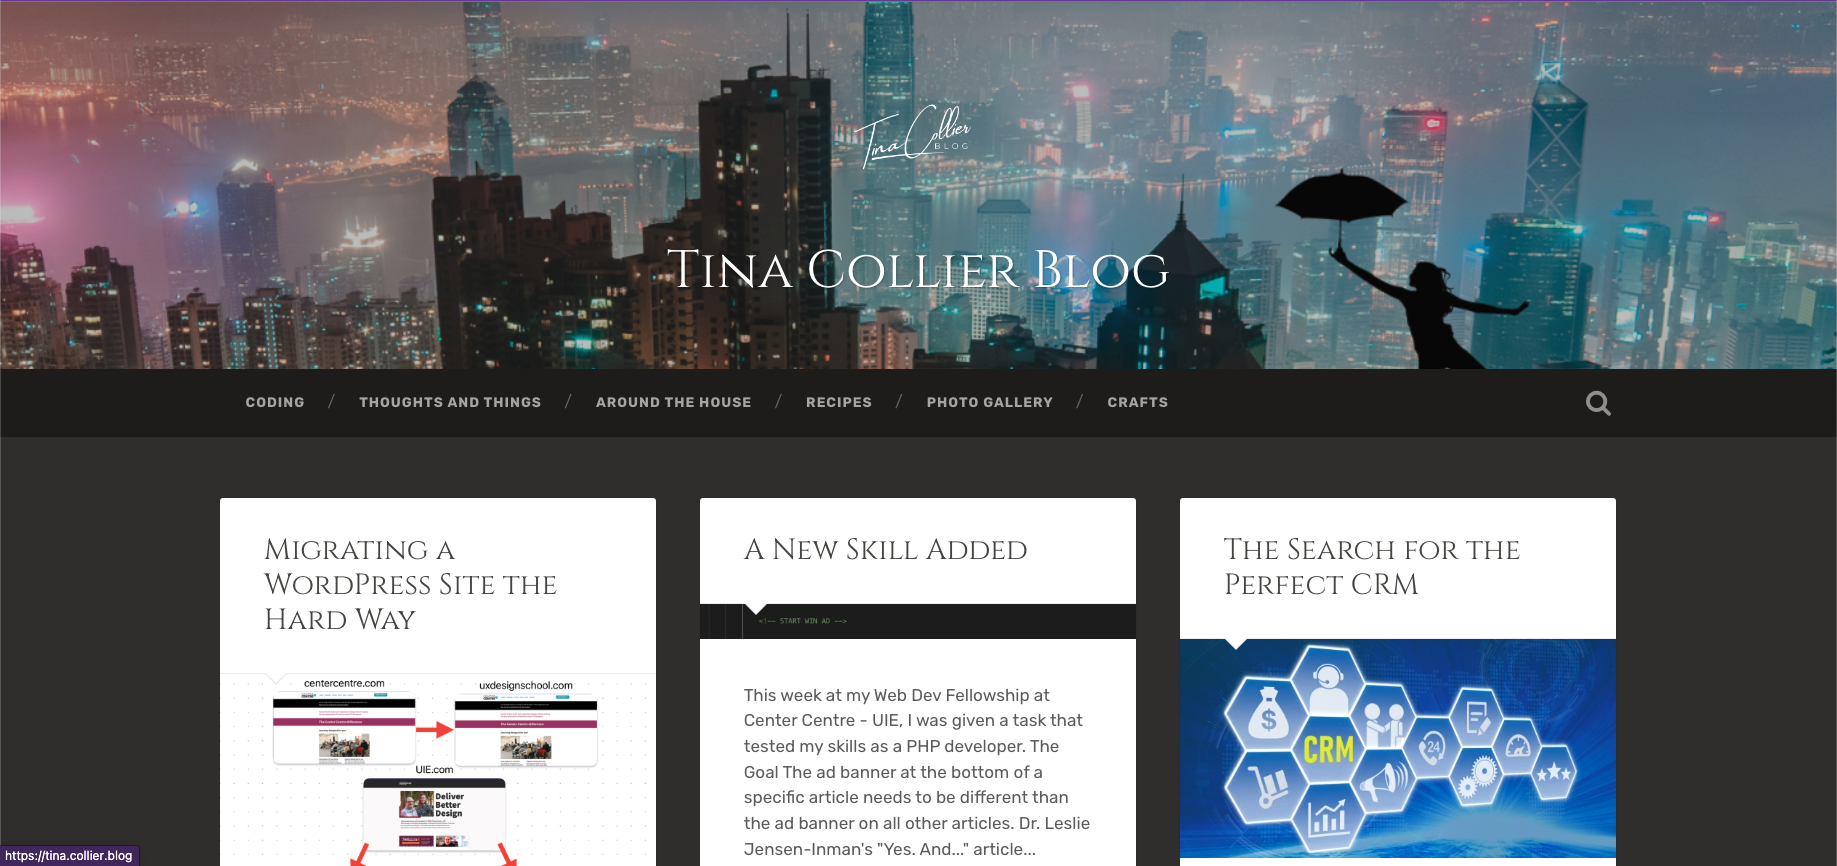 Tina Collier
BLOG
Tina Collier Blog
CODING / THOUGHTS AND THINGS / AROUND THE HOUSE / RECIPES / PHOTO GALLERY / CRAFTS
Migrating a
WordPress Site the
Hard Way
centercentre.com
uxdesignschool.com
UIE.com
Deliver
Better
Design
A New Skill Added
<!-- START WIN AD -->
This week at my Web Dev Fellowship at
Center Centre - UIE, I was given a task that
tested my skills as a PHP developer. The
Goal The ad banner at the bottom of a
specific article needs to be different than
the ad banner on all other articles. Dr. Leslie
Jensen-Inman's "Yes. And..." article...
The Search for the
Perfect CRM
$
CRM
24
https://tina.collier.blog